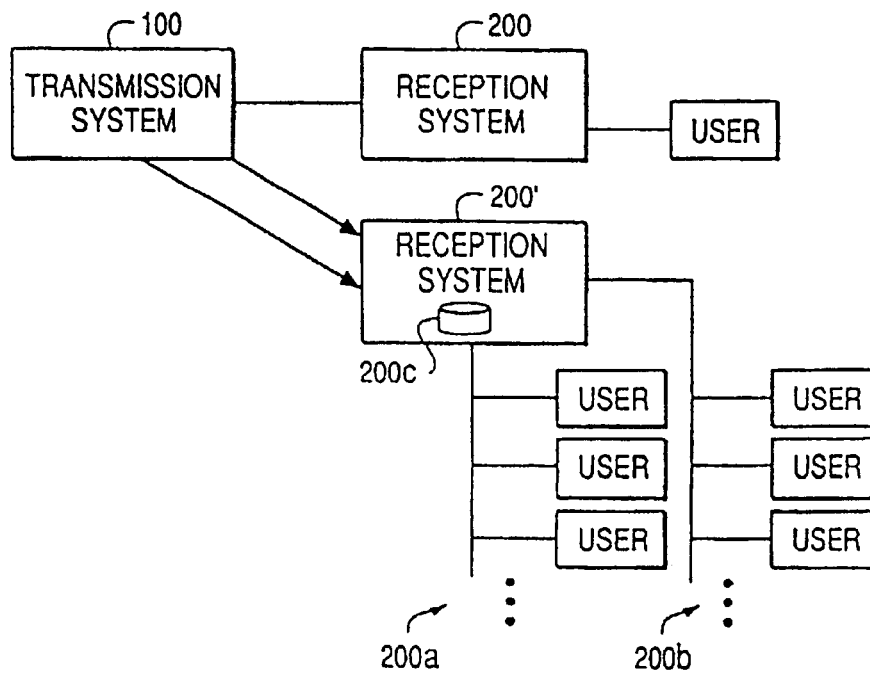 100
TRANSMISSION
SYSTEM
200
RECEPTION
SYSTEM
USER
200'
RECEPTION
SYSTEM
200c
USER
USER
USER
USER
USER
USER
200a
200b